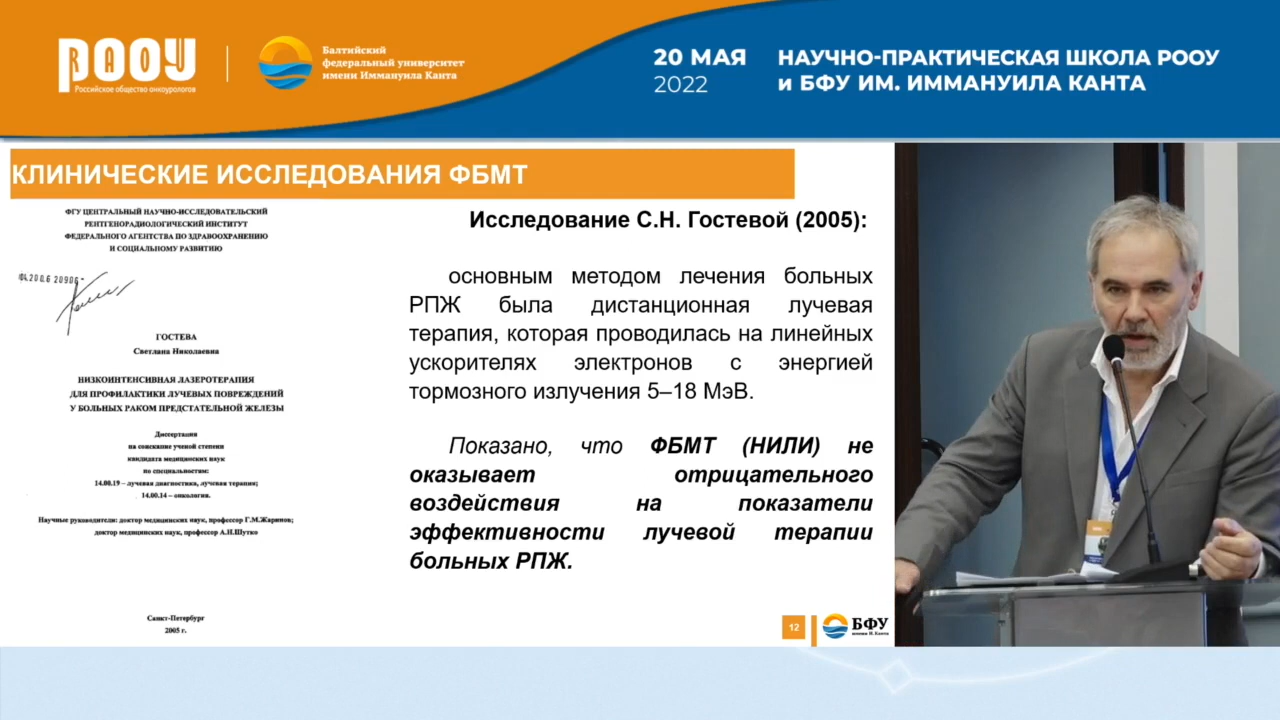 РООУ
RAOU
Российское общество онкоурологов
Балтийский
федеральный университет
имени Иммануила Канта
20 МАЯ
2022
НАУЧНО-ПРАКТИЧЕСКАЯ ШКОЛА РООУ
и БФУ ИМ. ИММАНУИЛА КАНТА
КЛИНИЧЕСКИЕ ИССЛЕДОВАНИЯ ФБМТ
ФГУ ЦЕНТРАЛЬНЫЙ НАУЧНО-ИССЛЕДОВАТЕЛЬСКИЙ
РЕНТГЕНОРАДИОЛОГИЧЕСКИЙ ИНСТИТУТ
ФЕДЕРАЛЬНОГО АГЕНТСТВА ПО ЗДРАВООХРАНЕНИЮ
И СОЦИАЛЬНОМУ РАЗВИТИЮ
ГОСТЕВА
Светлана Николаевна
НИЗКОИНТЕНСИВНАЯ ЛАЗЕРОТЕРАПИЯ
ДЛЯ ПРОФИЛАКТИКИ ЛУЧЕВЫХ ПОВРЕЖДЕНИЙ
У БОЛЬНЫХ РАКОМ ПРЕДСТАТЕЛЬНОЙ ЖЕЛЕЗЫ
Диссертация
на соискание ученой степени
кандидата медицинских наук
по специальностям:
14.00.19 – лучевая диагностика, лучевая терапия;
14.00.14 – онкология.
Научные руководители: доктор медицинских наук, профессор Г.М.Жаринов;
доктор медицинских наук, профессор А.Н.Шутко
Санкт-Петербург
2005 г.
Исследование С.Н. Гостевой (2005):
основным методом лечения больных
РПЖ была дистанционная лучевая
терапия, которая проводилась на линейных
ускорителях электронов с энергией
тормозного излучения 5–18 МэВ.
Показано, что ФБМТ (НИЛИ) не
оказывает отрицательного
воздействия на показатели
эффективности лучевой терапии
больных РПЖ.
12
БФУ
имени И. Канта